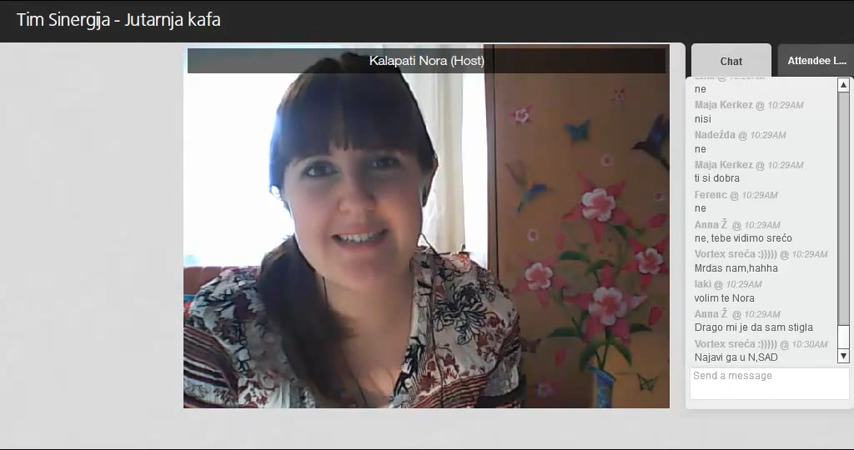 Tim Sinergija - Jutarnja kafa
Kalapati Nora (Host)
Chat
Attendee L...
ne
Maja Kerkez @ 10:29AM
nisi
Nadežda @ 10:29AM
ne
Maja Kerkez @ 10:29AM
ti si dobra
Ferenc @ 10:29AM
ne
Anna Ž @ 10:29AM
ne, tebe vidimo srećo
Vortex sreća :))))) @ 10:29AM
Mrdas nam,hahha
laki @ 10:29AM
volim te Nora
Anna Ž @ 10:29AM
Drago mi je da sam stigla
Vortex sreća :))))) @ 10:30AM
Najavi ga u N,SAD
Send a message